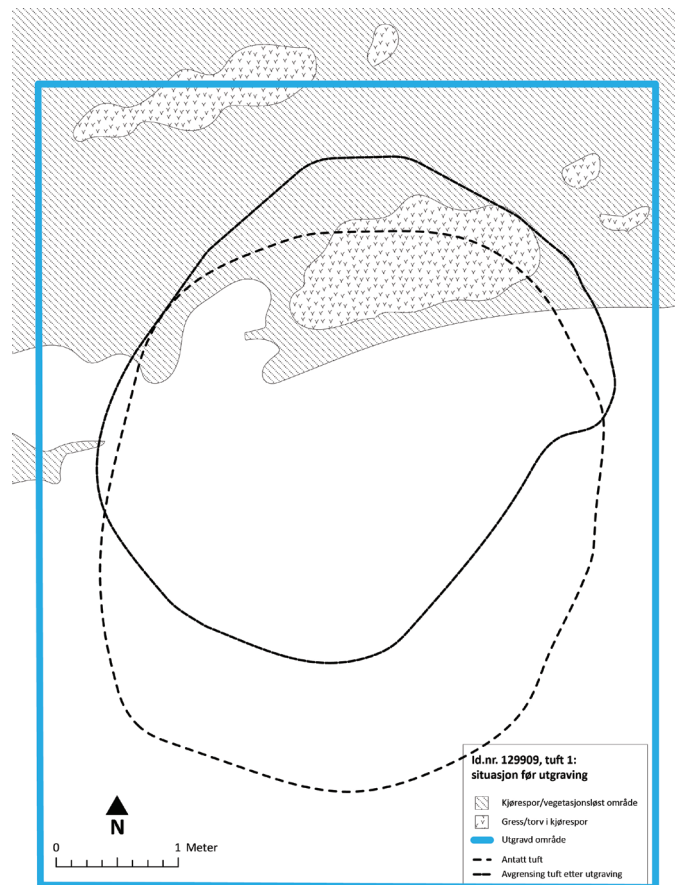 Id.nr. 129909, tuft 1:
situasjon før utgraving
Kjørespor/vegetasjonsløst område
Gress/torv i kjørespor
Utgravd område
Antatt tuft
Avgrensing tuft etter utgraving
N
0 1 Meter